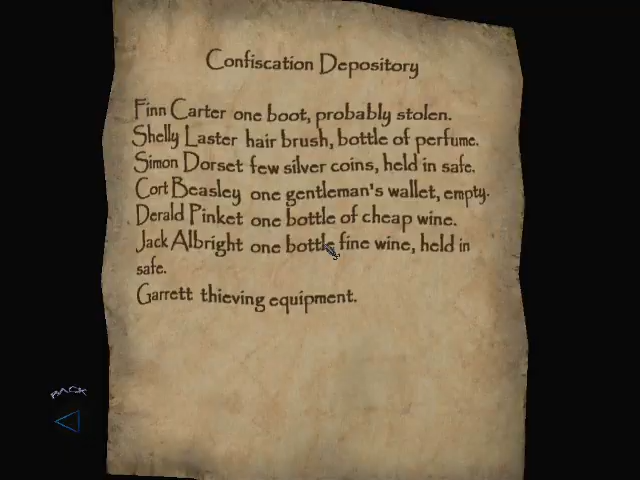 Confiscation Depository
Finn Carter one boot, probably stolen.
Shelly Laster hair brush, bottle of perfume.
Simon Dorset few silver coins, held in safe.
Cort Beasley one gentleman's wallet, empty.
Derald Pinket one bottle of cheap wine.
Jack Albright one bottle fine wine, held in
safe.
Garrett thieving equipment.
BACK